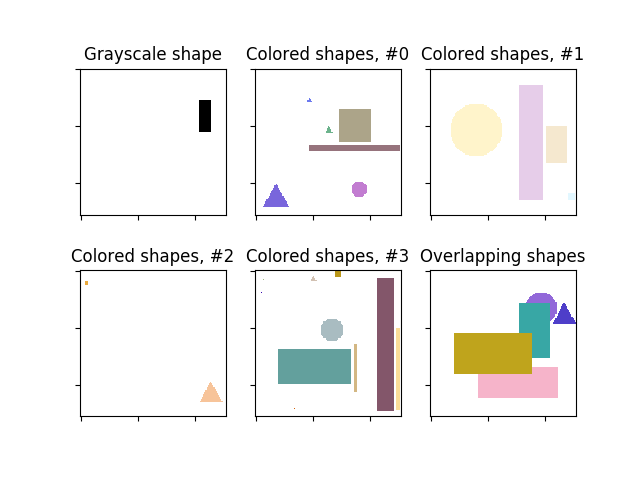 Grayscale shape
Colored shapes, #0
Colored shapes, #1
Colored shapes, #2
Colored shapes, #3
Overlapping shapes